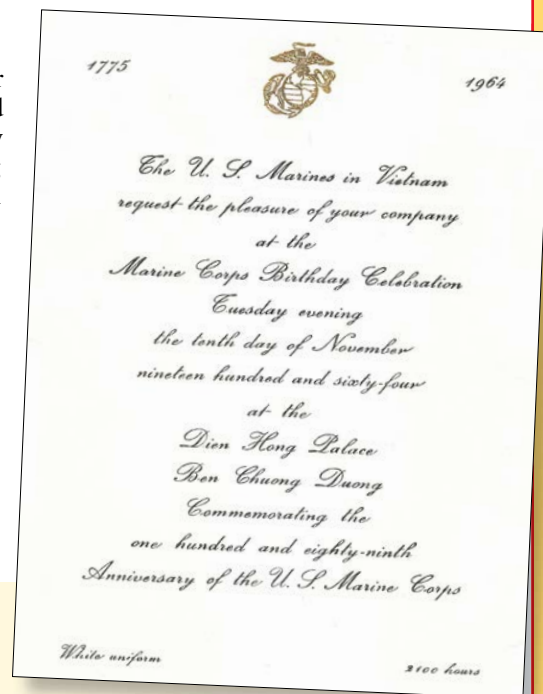 1775
1964
The U. S. Marines in Vietnam
request the pleasure of your company
at the
Marine Corps Birthday Celebration
Tuesday evening
the tenth day of November
nineteen hundred and sixty-four
at the
Dien Hong Palace
Ben Chuong Duong
Commemorating the
one hundred and eighty-ninth
Anniversary of the U. S. Marine Corps
White uniform
2100 hours